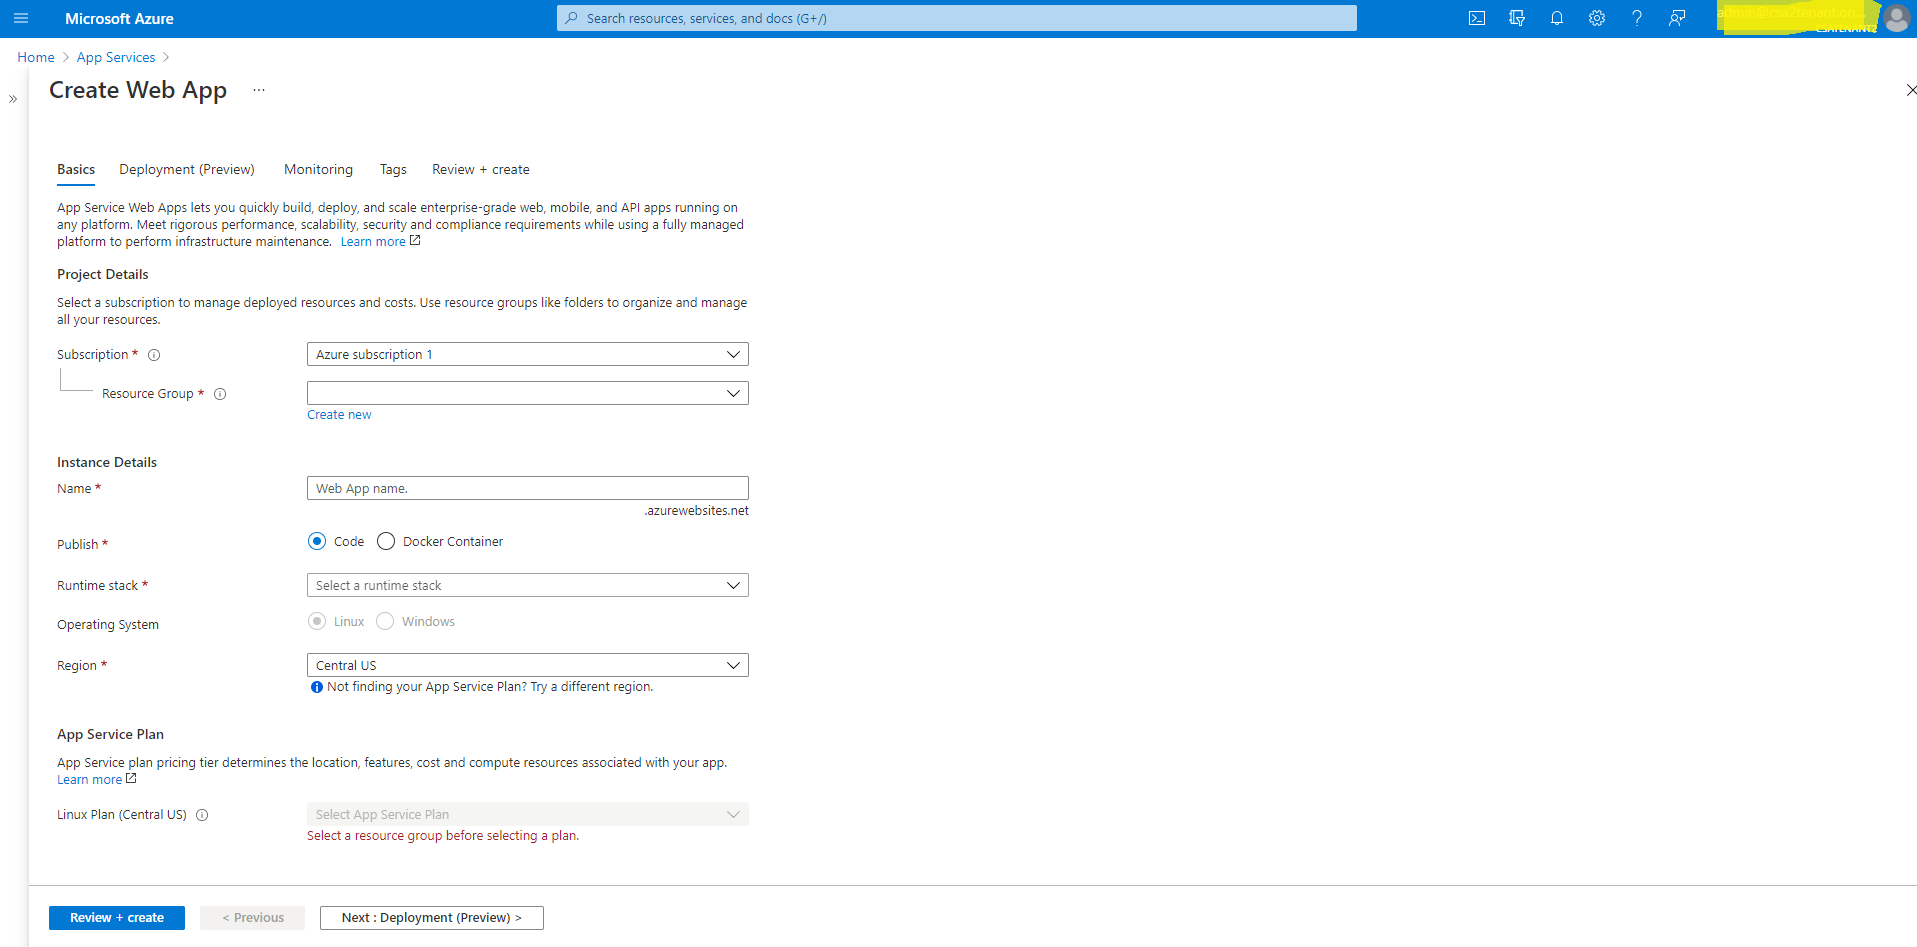 Microsoft Azure
Search resources, services, and docs (G+/)
admin@csa2tenant.on...
CSATENANT2
Home > App Services >
Create Web App ...
Basics Deployment (Preview) Monitoring Tags Review + create
App Service Web Apps lets you quickly build, deploy, and scale enterprise-grade web, mobile, and API apps running on
any platform. Meet rigorous performance, scalability, security and compliance requirements while using a fully managed
platform to perform infrastructure maintenance. Learn more
Project Details
Select a subscription to manage deployed resources and costs. Use resource groups like folders to organize and manage
all your resources.
Subscription * Azure subscription 1
Resource Group *
Create new
Instance Details
Name * Web App name.
.azurewebsites.net
Publish * Code Docker Container
Runtime stack * Select a runtime stack
Operating System Linux Windows
Region * Central US
Not finding your App Service Plan? Try a different region.
App Service Plan
App Service plan pricing tier determines the location, features, cost and compute resources associated with your app.
Learn more
Linux Plan (Central US) Select App Service Plan
Select a resource group before selecting a plan.
Review + create < Previous Next : Deployment (Preview) >